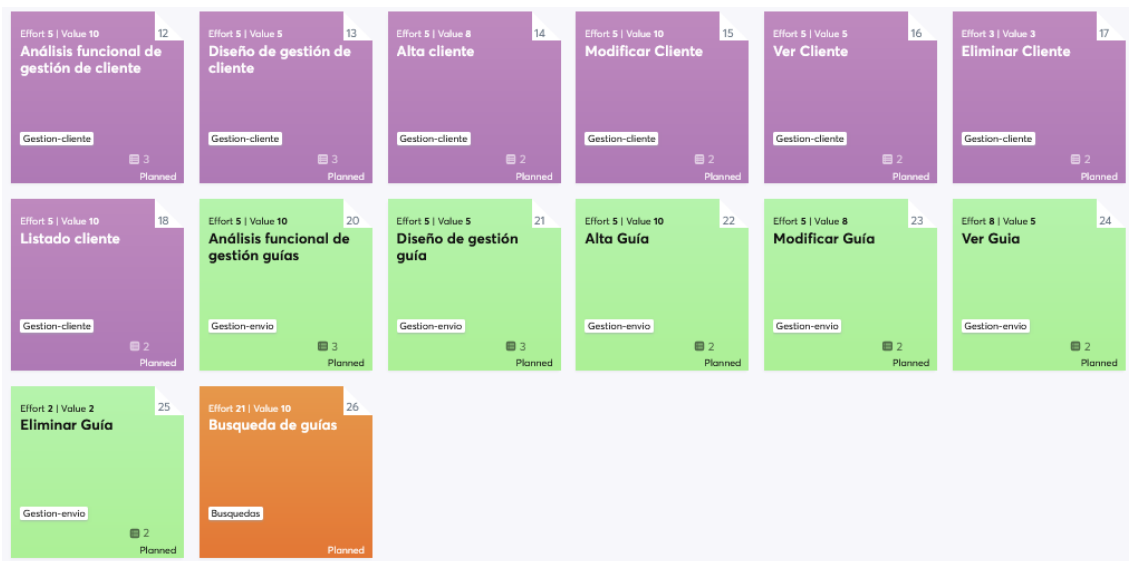 Effort 5 | Value 10
12
Análisis funcional de
gestión de cliente
Gestion-cliente
3
Planned
Effort 5 | Value 5
13
Diseño de gestión de
cliente
Gestion-cliente
3
Planned
Effort 5 | Value 8
14
Alta cliente
Gestion-cliente
2
Planned
Effort 5 | Value 10
15
Modificar Cliente
Gestion-cliente
2
Planned
Effort 5 | Value 5
16
Ver Cliente
Gestion-cliente
2
Planned
Effort 3 | Value 3
17
Eliminar Cliente
Gestion-cliente
2
Planned
Effort 5 | Value 10
18
Listado cliente
Gestion-cliente
2
Planned
Effort 5 | Value 10
20
Análisis funcional de
gestión guías
Gestion-envio
3
Planned
Effort 5 | Value 5
21
Diseño de gestión
guía
Gestion-envio
3
Planned
Effort 5 | Value 10
22
Alta Guía
Gestion-envio
2
Planned
Effort 5 | Value 8
23
Modificar Guía
Gestion-envio
2
Planned
Effort 8 | Value 5
24
Ver Guia
Gestion-envio
2
Planned
Effort 2 | Value 2
25
Eliminar Guía
Gestion-envio
2
Planned
Effort 21 | Value 10
26
Busqueda de guías
Busquedas
Planned